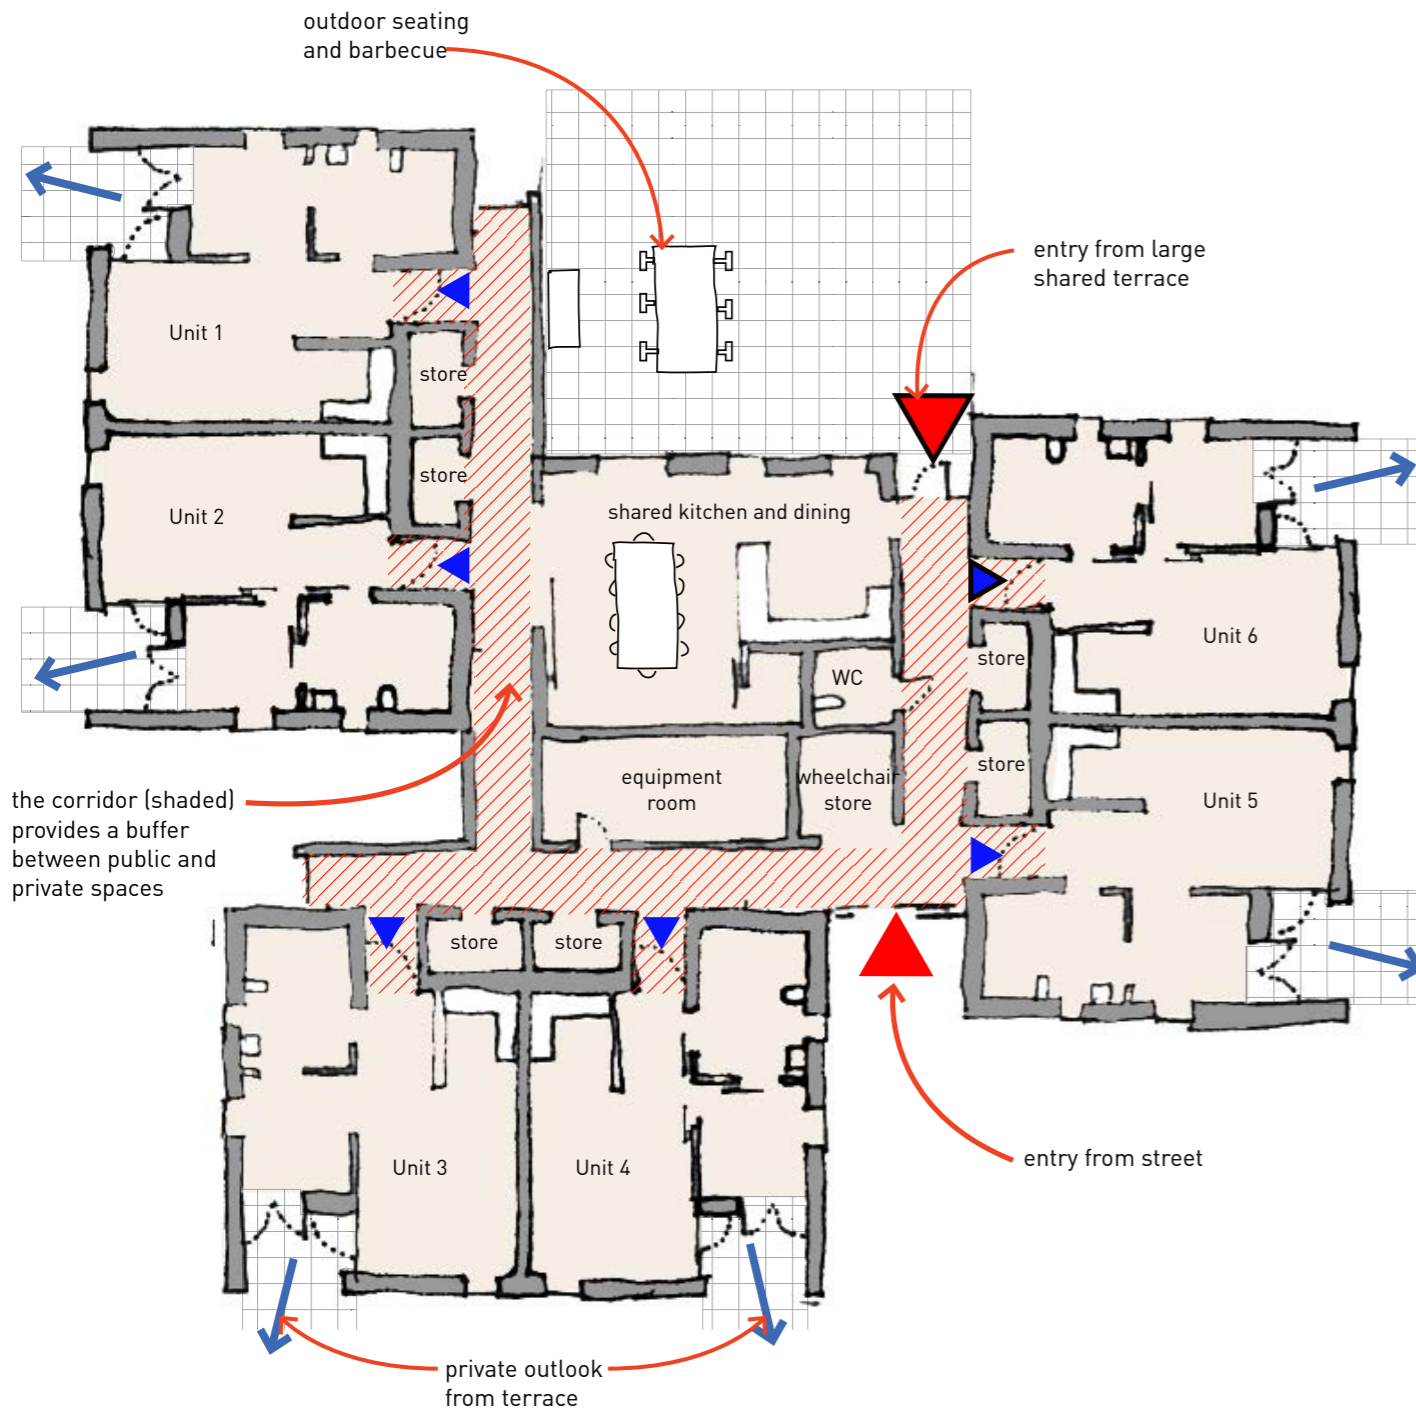 outdoor seating
and barbecue
entry from large
shared terrace
Unit 1
store
store
Unit 2
shared kitchen and dining
WC
store
Unit 6
store
Unit 5
equipment
room
wheelchair
store
the corridor (shaded)
provides a buffer
between public and
private spaces
store
store
Unit 3
Unit 4
entry from street
private outlook
from terrace